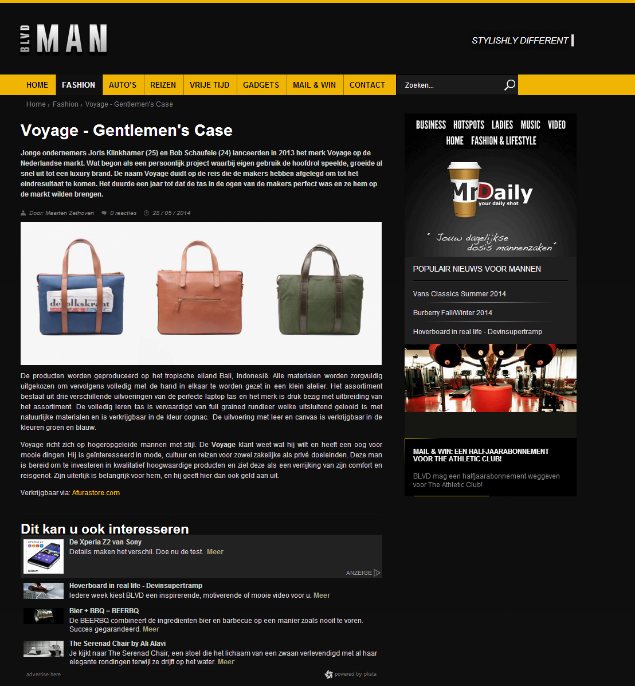 BLVD MAN
STYLISHLY DIFFERENT
HOME FASHION AUTO'S REIZEN VRIJE TIJD GADGETS MAIL & WIN CONTACT Zoeken...
Home › Fashion › Voyage - Gentlemen's Case
Voyage - Gentlemen's Case
Jonge ondernemers Joris Klinkhamer (25) en Bob Schaufele (24) lanceerden in 2013 het merk Voyage op de
Nederlandse markt. Wat begon als een persoonlijk project waarbij eigen gebruik de hoofdrol speelde, groeide al
snel uit tot een luxury brand. De naam Voyage duidt op de reis die de makers hebben afgelegd om tot het
eindresultaat te komen. Het duurde een jaar tot dat de tas in de ogen van de makers perfect was en ze hem op
de markt wilden brengen.
Door: Maarten Eethoven 0 reacties 20 / 05 / 2014
de volkskrant
De producten worden geproduceerd op het tropische eiland Bali, Indonesië. Alle materialen worden zorgvuldig
uitgekozen om vervolgens volledig met de hand in elkaar te worden gezet in een klein atelier. Het assortiment
bestaat uit drie verschillende uitvoeringen van de perfecte laptop tas en het merk is druk bezig met uitbreiding van
het assortiment. De volledig leren tas is vervaardigd van full grained rundleer welke uitsluitend gelooid is met
natuurlijke materialen en is verkrijgbaar in de kleur cognac. De uitvoering met leer en canvas is verkrijgbaar in de
kleuren groen en blauw.
Voyage richt zich op hogeropgeleide mannen met stijl. De Voyage klant weet wat hij wilt en heeft een oog voor
mooie dingen. Hij is geïnteresseerd in mode, cultuur en reizen voor zowel zakelijke als privé doeleinden. Deze man
is bereid om te investeren in kwalitatief hoogwaardige producten en ziet deze als een verrijking van zijn comfort en
reisgenot. Zijn uiterlijk is belangrijk voor hem, en hij geeft hier dan ook geld aan uit.
Verkrijgbaar via: Afurastore.com
Dit kan u ook interesseren
De Xperia Z2 van Sony
Details maken het verschil. Doe nu de test. Meer
ANZEIGE
Hoverboard in real life - Devinsupertramp
Iedere week kiest BLVD een inspirerende, motiverende of mooie video voor u. Meer
Bier + BBQ = BEERBQ
De BEERBQ combineert de ingredienten bier en barbecue op een manier zoals nooit te voren.
Succes gegarandeerd. Meer
The Serenad Chair by Ali Alavi
Je kijkt naar The Serenad Chair, een stoel die het lichaam van een zwaan verlevendigd met al haar
elegante rondingen terwijl ze drijft op het water. Meer
advertise here powered by plista
BUSINESS HOTSPOTS LADIES MUSIC VIDEO
HOME FASHION & LIFESTYLE
MrDaily
your daily shot
" Jouw dagelijkse
dosis mannenzaken "
POPULAIR NIEUWS VOOR MANNEN
Vans Classics Summer 2014
Burberry Fall/Winter 2014
Hoverboard in real life - Devinsupertramp
MAIL & WIN: EEN HALFJAARABONNEMENT
VOOR THE ATHLETIC CLUB!
BLVD mag een halfjaarabonnement weggeven
voor The Athletic Club!